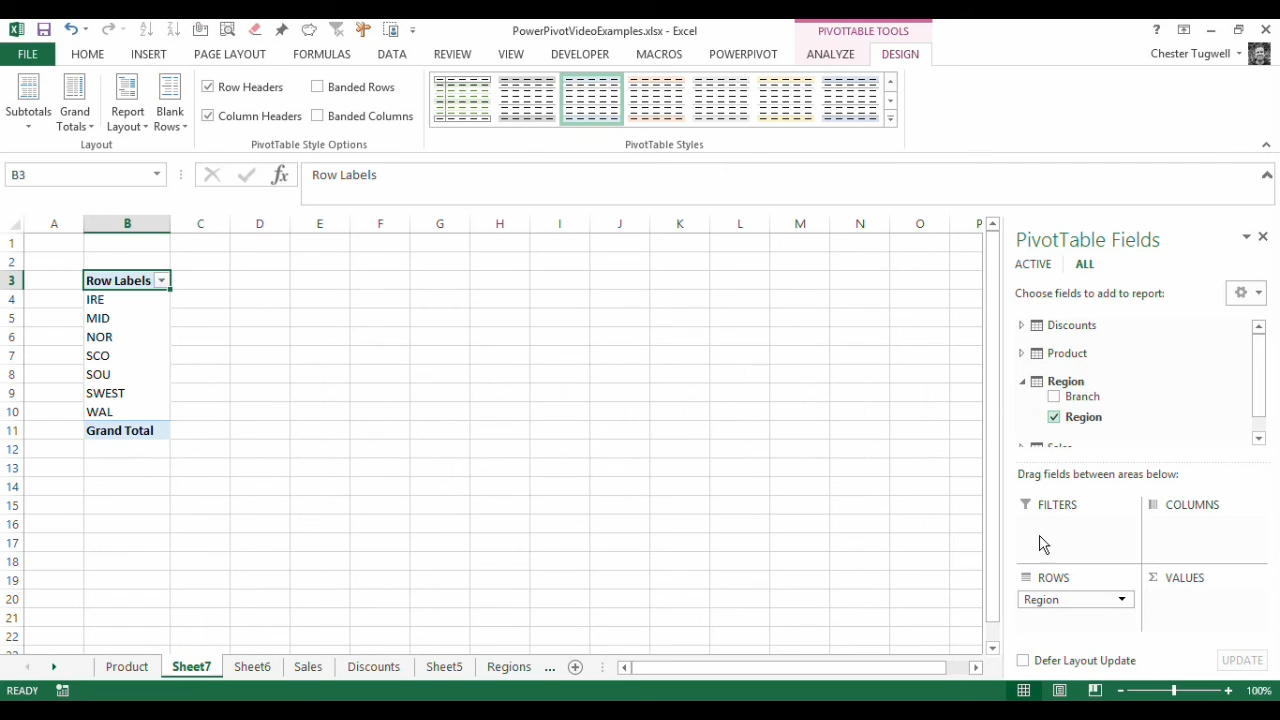 PowerPivotVideoExamples.xlsx - Excel
PIVOTTABLE TOOLS
?
FILE HOME INSERT PAGE LAYOUT FORMULAS DATA REVIEW VIEW DEVELOPER MACROS POWERPIVOT ANALYZE DESIGN Chester Tugwell
Subtotals
Grand Totals
Report Layout
Blank Rows
Row Headers Banded Rows
Column Headers Banded Columns
Layout PivotTable Style Options PivotTable Styles
B3 fx Row Labels
A B C D E F G H I J K L M N O P
1
2
3 Row Labels
4 IRE
5 MID
6 NOR
7 SCO
8 SOU
9 SWEST
10 WAL
11 Grand Total
12
13
14
15
16
17
18
19
20
21
22
PivotTable Fields
ACTIVE ALL
Choose fields to add to report:
Discounts
Product
Region
Branch
Region
Sales
Drag fields between areas below:
FILTERS COLUMNS
ROWS Σ VALUES
Region
Defer Layout Update UPDATE
Product Sheet7 Sheet6 Sales Discounts Sheet5 Regions ...
READY 100%